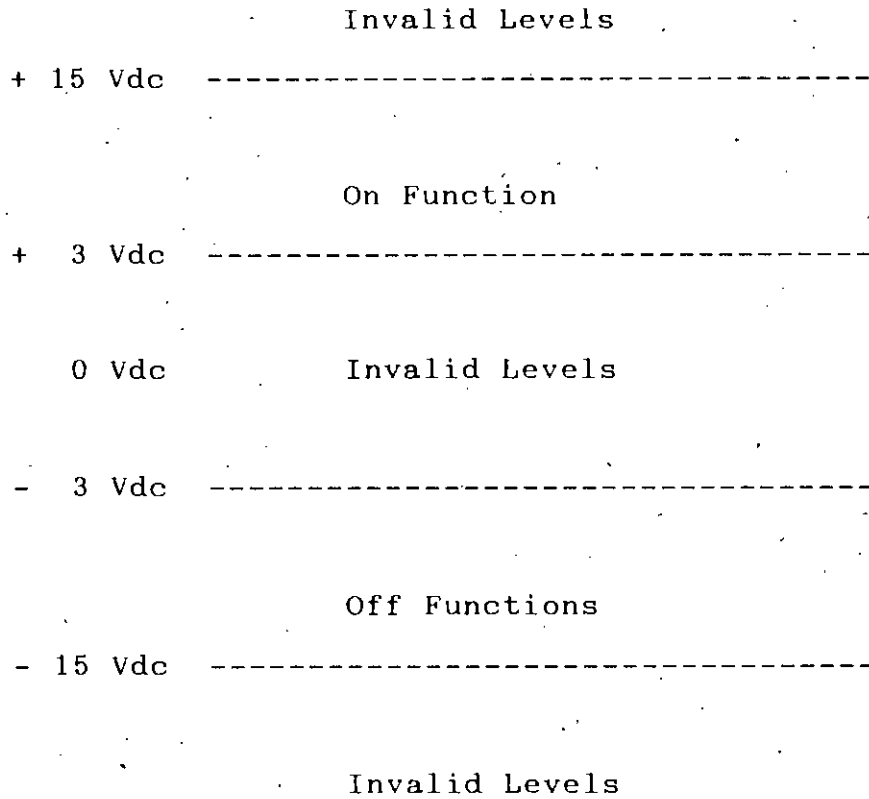 Invalid Levels
+ 15 Vdc --------------------------------
On Function
+ 3 Vdc --------------------------------
0 Vdc Invalid Levels
- 3 Vdc --------------------------------
Off Functions
- 15 Vdc --------------------------------
Invalid Levels